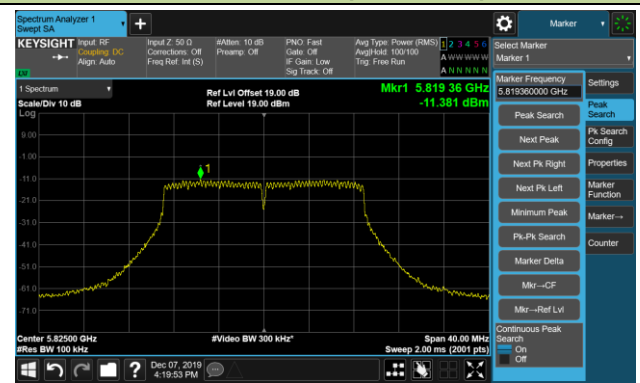 Spectrum Analyzer 1
Swept SA
+
Marker
KEYSIGHT
Input: RF
Coupling: DC
Align: Auto
Input Z: 50 Ω
Corrections: Off
Freq Ref: Int (S)
#Atten: 10 dB
Preamp: Off
PNO: Fast
Gate: Off
IF Gain: Low
Sig Track: Off
Avg Type: Power (RMS)
Avg|Hold: 100/100
Trig: Free Run
1 2 3 4 5 6
A W W W W W
A N N N N N
LW
Select Marker
Marker 1
1 Spectrum
Scale/Div 10 dB
Log
Ref Lvl Offset 19.00 dB
Ref Level 19.00 dBm
Mkr1 5.819 36 GHz
-11.381 dBm
9.00
-1.00
-11.0
-21.0
-31.0
-41.0
-51.0
-61.0
-71.0
1
Center 5.82500 GHz
#Res BW 100 kHz
#Video BW 300 kHz*
Span 40.00 MHz
Sweep 2.00 ms (2001 pts)
Marker Frequency
5.819360000 GHz
Peak Search
Next Peak
Next Pk Right
Next Pk Left
Minimum Peak
Pk-Pk Search
Marker Delta
Mkr→CF
Mkr→Ref Lvl
Continuous Peak
Search
On
Off
Settings
Peak
Search
Pk Search
Config
Properties
Marker
Function
Marker→
Counter
?
Dec 07, 2019
4:19:53 PM